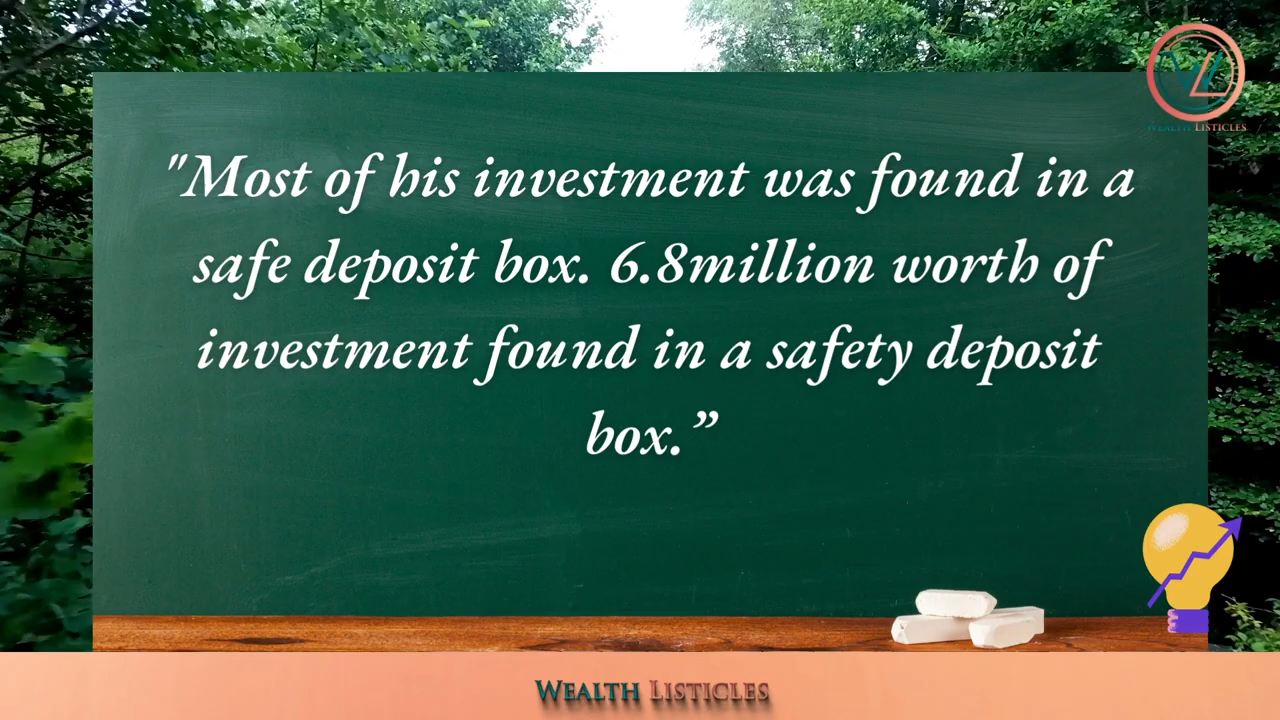 WEALTH LISTICLES
"Most of his investment was found in a
safe deposit box. 6.8million worth of
investment found in a safety deposit
box.”
WEALTH LISTICLES